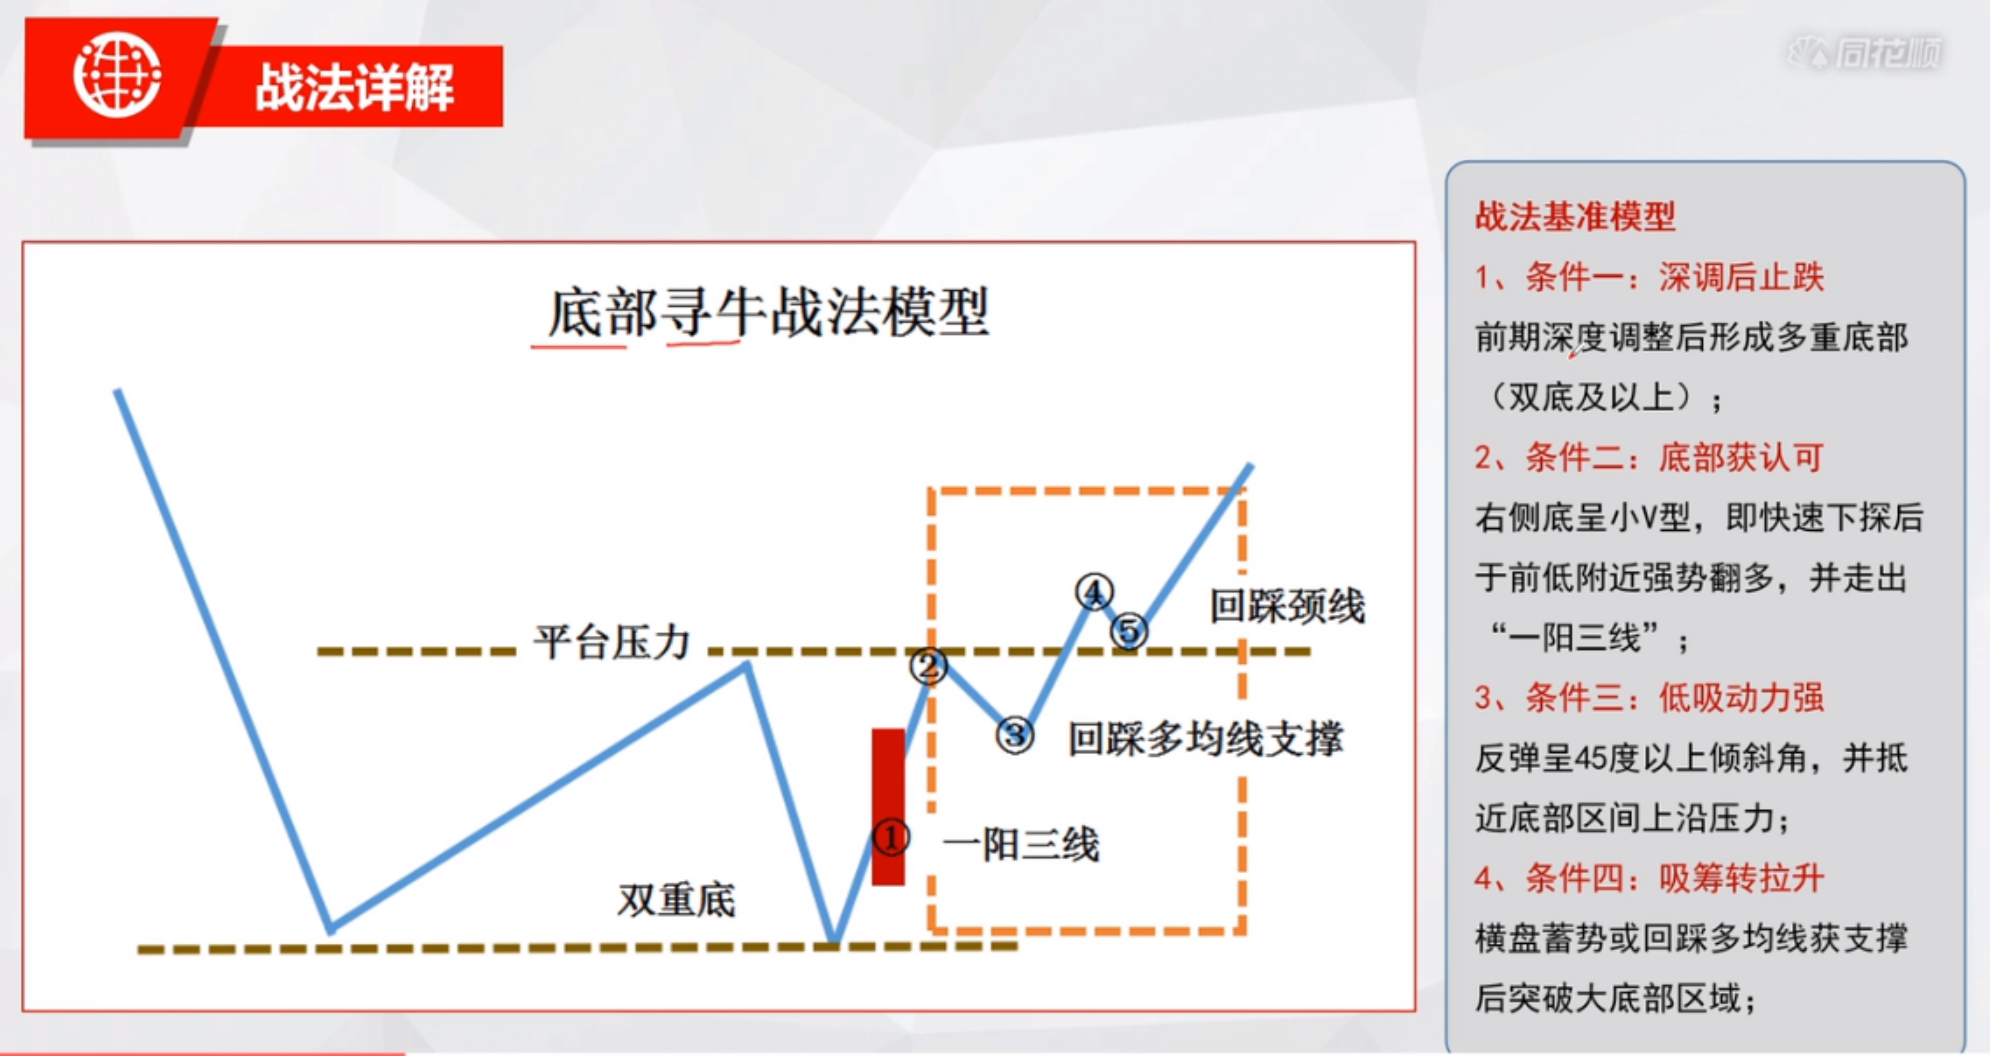 战法详解
同花顺
底部寻牛战法模型
平台压力
双重底
①
②
③
④
⑤
一阳三线
回踩多均线支撑
回踩颈线
战法基准模型
1、条件一：深调后止跌
前期深度调整后形成多重底部
（双底及以上）；
2、条件二：底部获认可
右侧底呈小V型，即快速下探后
于前低附近强势翻多，并走出
“一阳三线”；
3、条件三：低吸动力强
反弹呈45度以上倾斜角，并抵
近底部区间上沿压力；
4、条件四：吸筹转拉升
横盘蓄势或回踩多均线获支撑
后突破大底部区域；